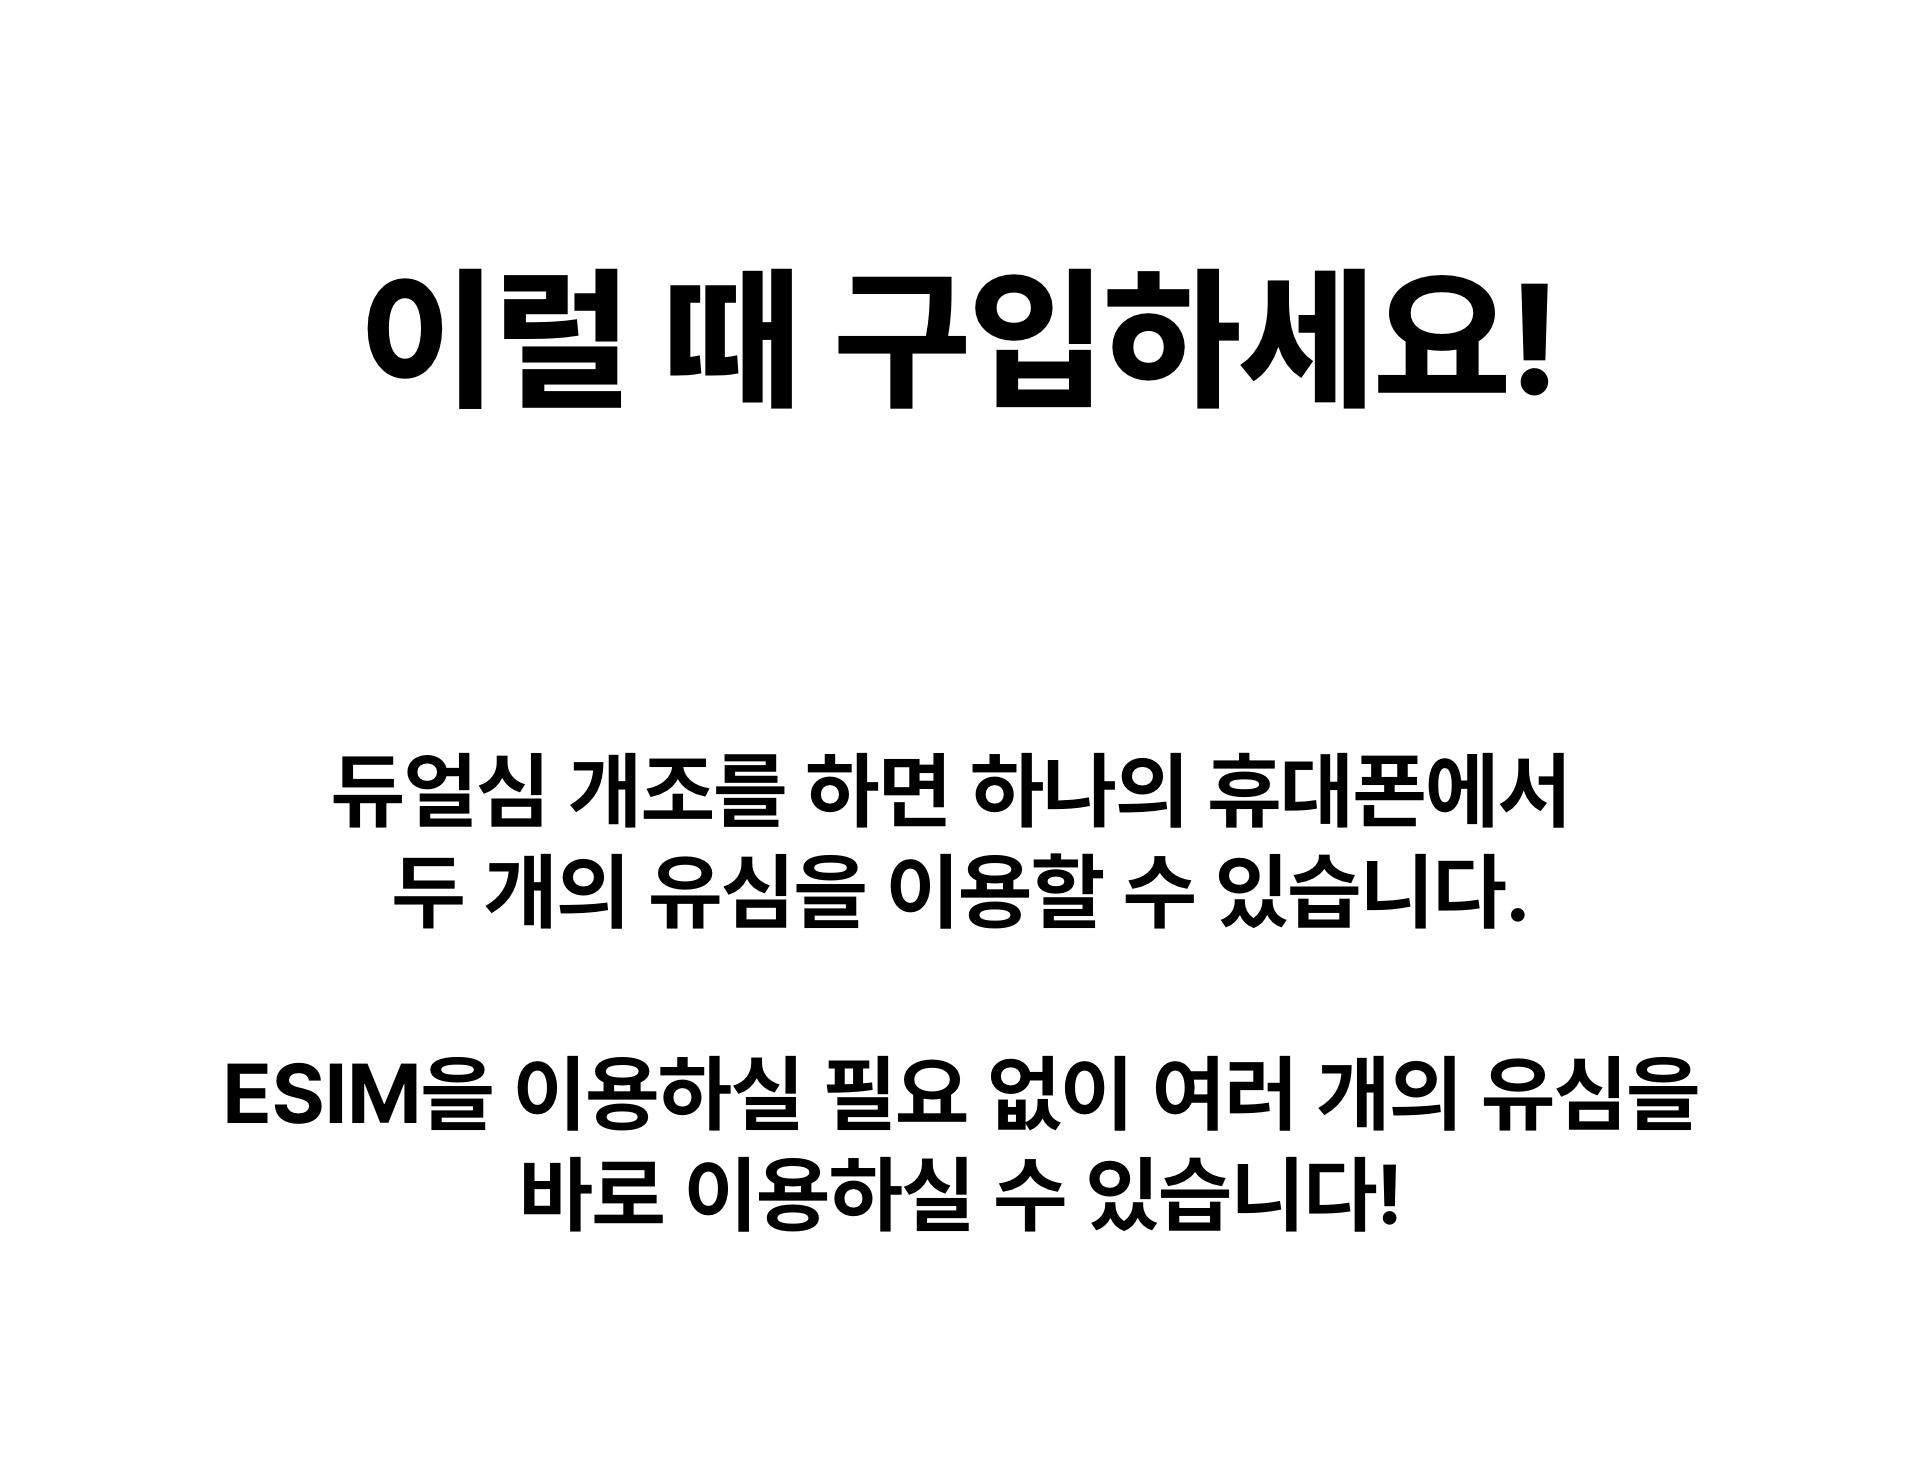 이럴 때 구입하세요!
듀얼심 개조를 하면 하나의 휴대폰에서
두 개의 유심을 이용할 수 있습니다.
ESIM을 이용하실 필요 없이 여러 개의 유심을
바로 이용하실 수 있습니다!